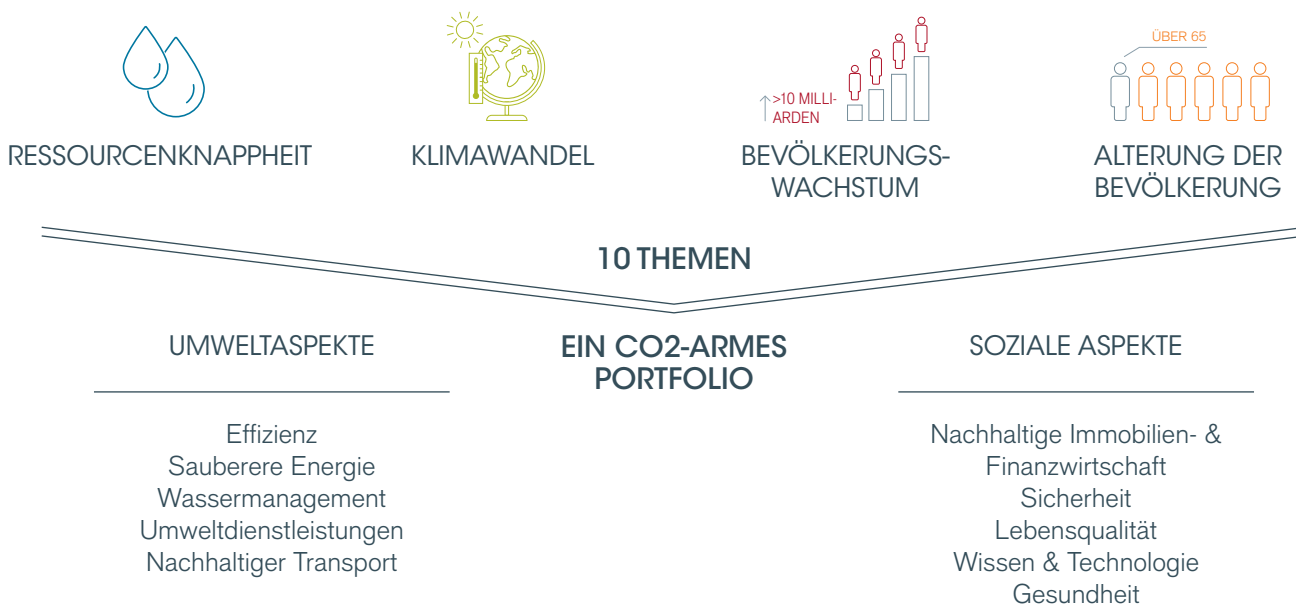 ÜBER 65
>10 MILLI-
ARDEN
RESSOURCENKNAPPHEIT
KLIMAWANDEL
BEVÖLKERUNGS-
WACHSTUM
ALTERUNG DER
BEVÖLKERUNG
10 THEMEN
EIN CO2-ARMES
PORTFOLIO
UMWELTASPEKTE
Effizienz
Sauberere Energie
Wassermanagement
Umweltdienstleistungen
Nachhaltiger Transport
SOZIALE ASPEKTE
Nachhaltige Immobilien- &
Finanzwirtschaft
Sicherheit
Lebensqualität
Wissen & Technologie
Gesundheit